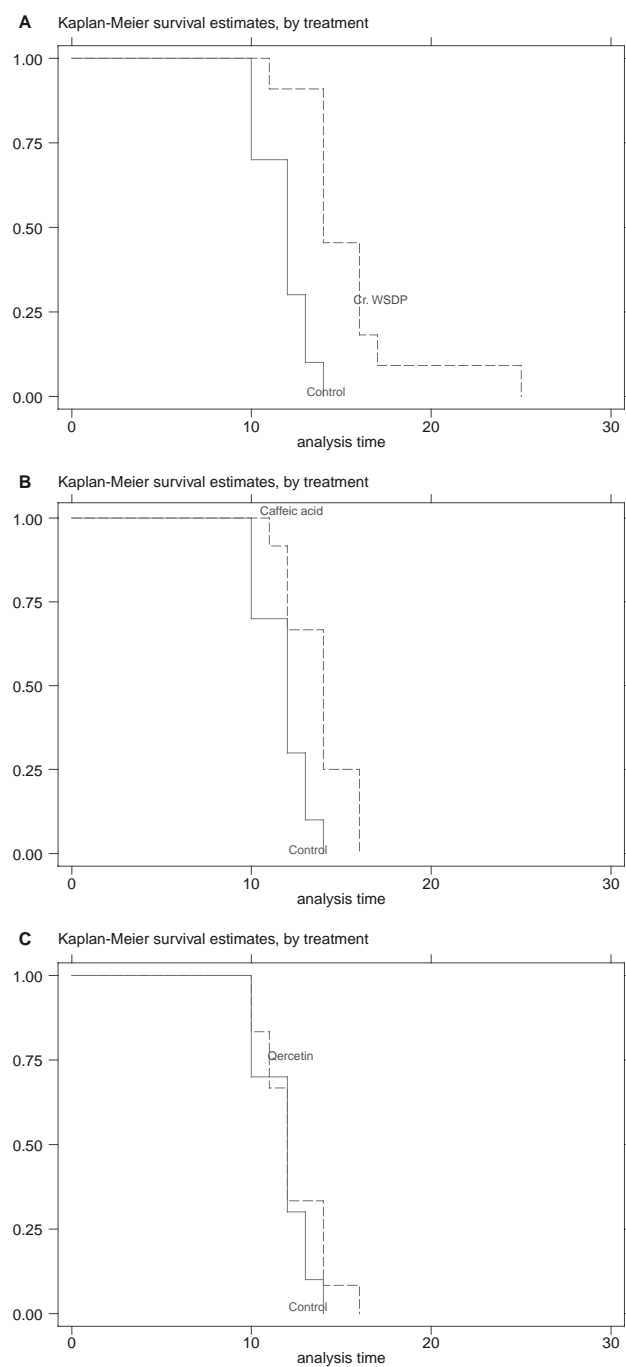 A Kaplan-Meier survival estimates, by treatment
1.00
0.75
0.50
0.25
0.00
Cr. WSDP
Control
0 10 20 30
analysis time
B Kaplan-Meier survival estimates, by treatment
Caffeic acid
1.00
0.75
0.50
0.25
0.00
Control
0 10 20 30
analysis time
C Kaplan-Meier survival estimates, by treatment
1.00
0.75
Qercetin
0.50
0.25
0.00
Control
0 10 20 30
analysis time